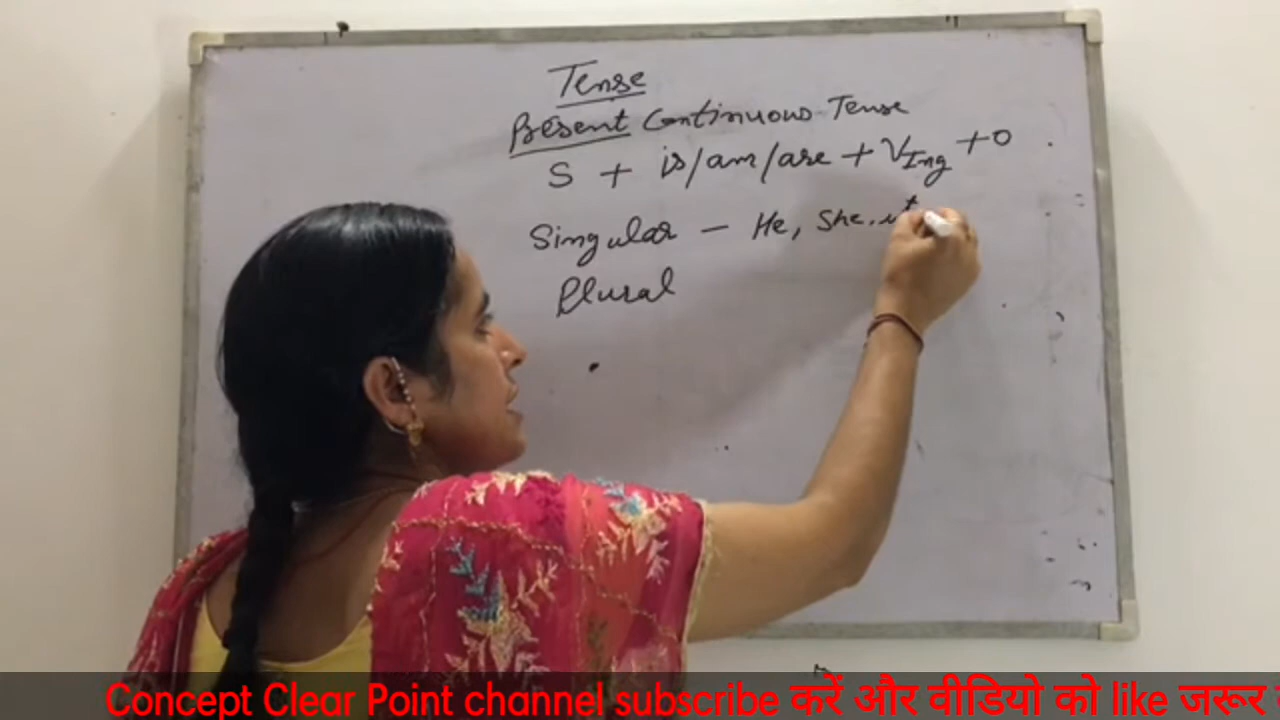 Tense
Present Continuous Tense
S + is/am/are + VIng + O
Singular - He, She, it
Plural
Concept Clear Point channel subscribe करें और वीडियो को like जरूर